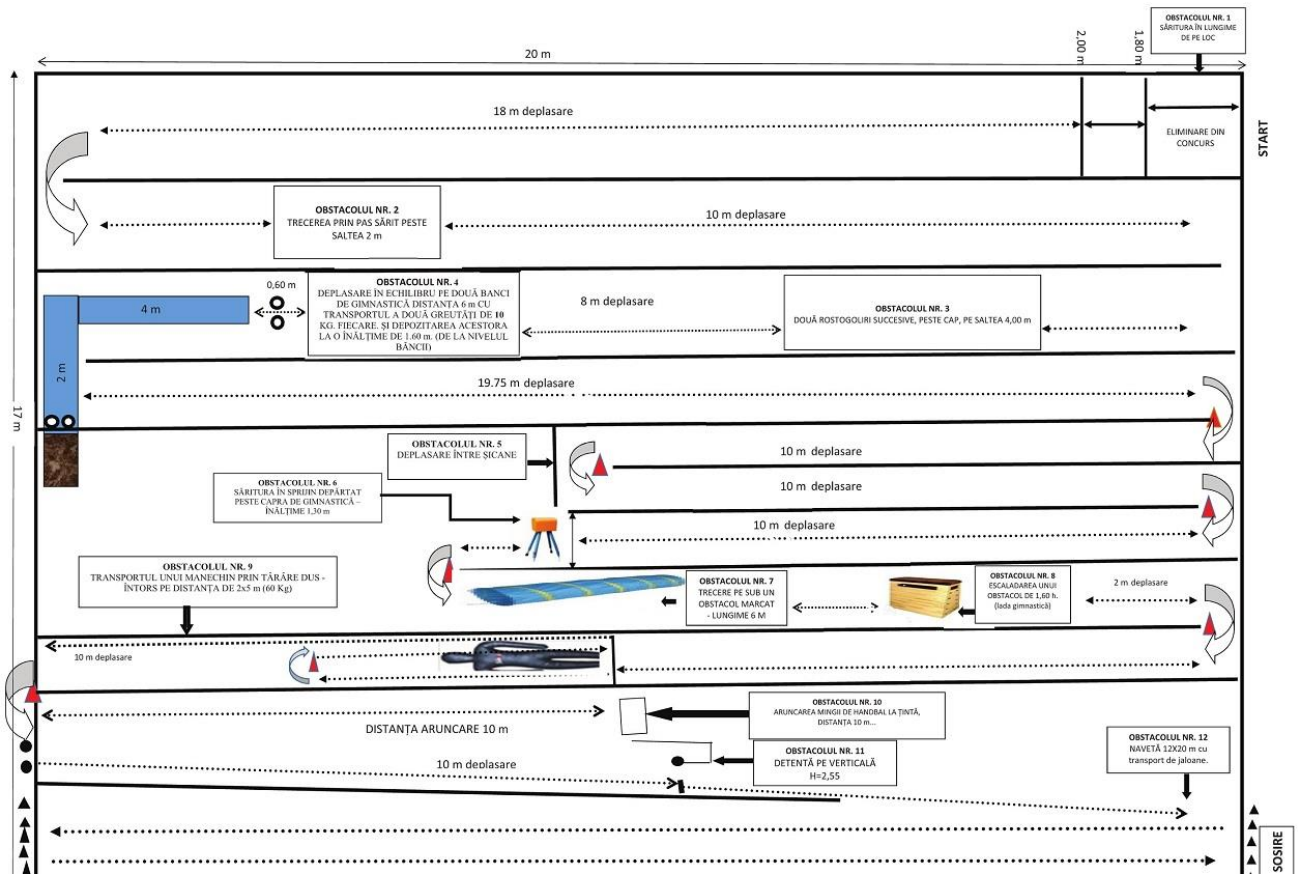 OBSTACOLUL NR. 1
SĂRITURA ÎN LUNGIME
DE PE LOC
20 m
2,00 m
1,80 m
18 m deplasare
ELIMINARE DIN
CONCURS
START
OBSTACOLUL NR. 2
TRECEREA PRIN PAS SĂRIT PESTE
SALTEA 2 m
10 m deplasare
4 m
0,60 m
OBSTACOLUL NR. 4
DEPLASARE ÎN ECHILIBRU PE DOUĂ BANCI
DE GIMNASTICĂ DISTANȚA 6 m CU
TRANSPORTUL A DOUĂ GREUTĂȚI DE 10
KG. FIECARE. ȘI DEPOZITAREA ACESTORA
LA O ÎNĂLȚIME DE 1.60 m. (DE LA NIVELUL
BĂNCII)
8 m deplasare
OBSTACOLUL NR. 3
DOUĂ ROSTOGOLIRI SUCCESIVE, PESTE CAP, PE SALTEA 4,00 m
2 m
19.75 m deplasare
17 m
OBSTACOLUL NR. 5
DEPLASARE ÎNTRE ȘICANE
10 m deplasare
OBSTACOLUL NR. 6
SĂRITURA ÎN SPRIJIN DEPĂRTAT
PESTE CAPRA DE GIMNASTICĂ –
ÎNĂLȚIME 1,30 m
10 m deplasare
10 m deplasare
OBSTACOLUL NR. 9
TRANSPORTUL UNUI MANECHIN PRIN TÂRÂRE DUS -
ÎNTORS PE DISTANȚA DE 2x5 m (60 Kg)
OBSTACOLUL NR. 7
TRECERE PE SUB UN
OBSTACOL MARCAT
- LUNGIME 6 M
OBSTACOLUL NR. 8
ESCALADAREA UNUI
OBSTACOL DE 1,60 h.
(lada gimnastică)
2 m deplasare
10 m deplasare
DISTANȚA ARUNCARE 10 m
OBSTACOLUL NR. 10
ARUNCAREA MINGII DE HANDBAL LA ȚINTĂ,
DISTANȚA 10 m...
OBSTACOLUL NR. 11
DETENTĂ PE VERTICALĂ
H=2,55
OBSTACOLUL NR. 12
NAVETĂ 12X20 m cu
transport de jaloane.
10 m deplasare
SOSIRE